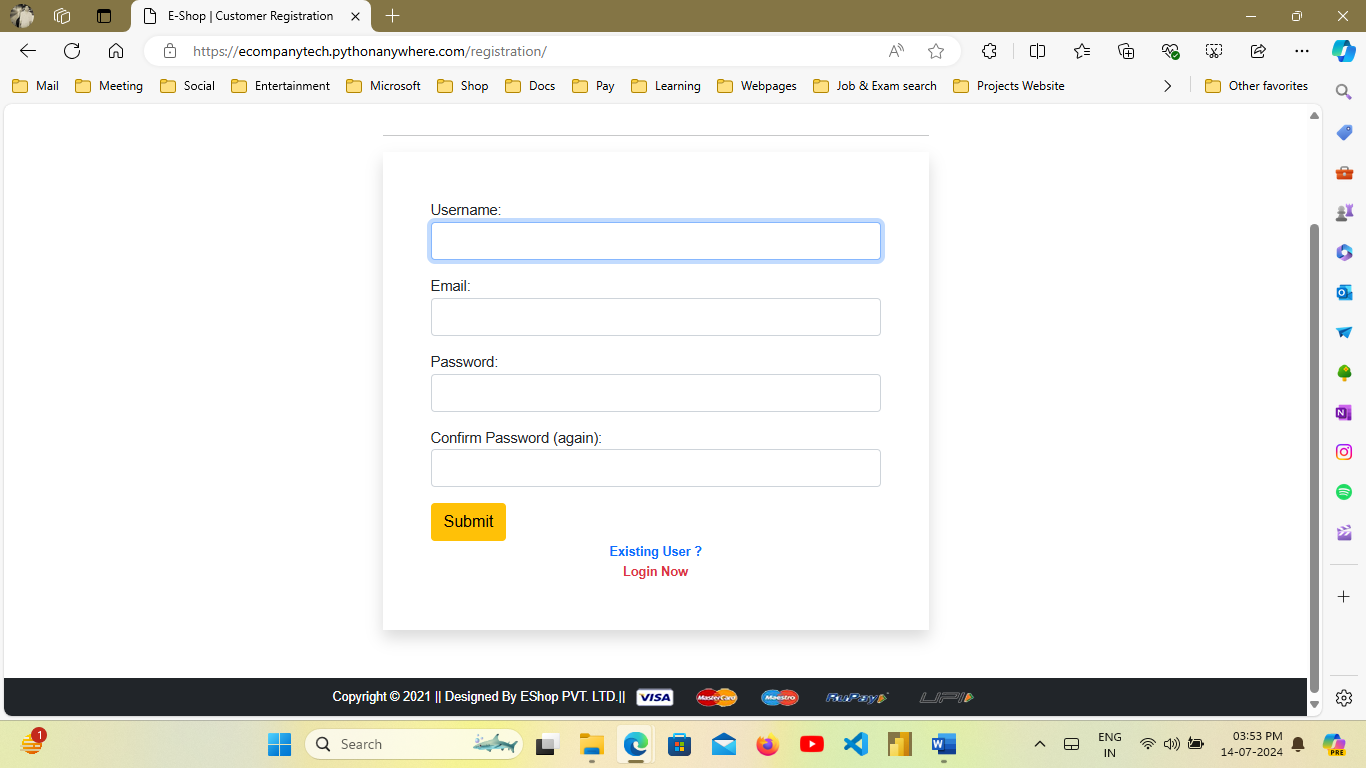 E-Shop | Customer Registration
https://ecompanytech.pythonanywhere.com/registration/
Mail Meeting Social Entertainment Microsoft Shop Docs Pay Learning Webpages Job & Exam search Projects Website Other favorites
Username:
Email:
Password:
Confirm Password (again):
Submit
Existing User ?
Login Now
Copyright © 2021 || Designed By EShop PVT. LTD.|| VISA MasterCard Maestro RuPay UPI
1
Search
ENG
IN
03:53 PM
14-07-2024
PRE